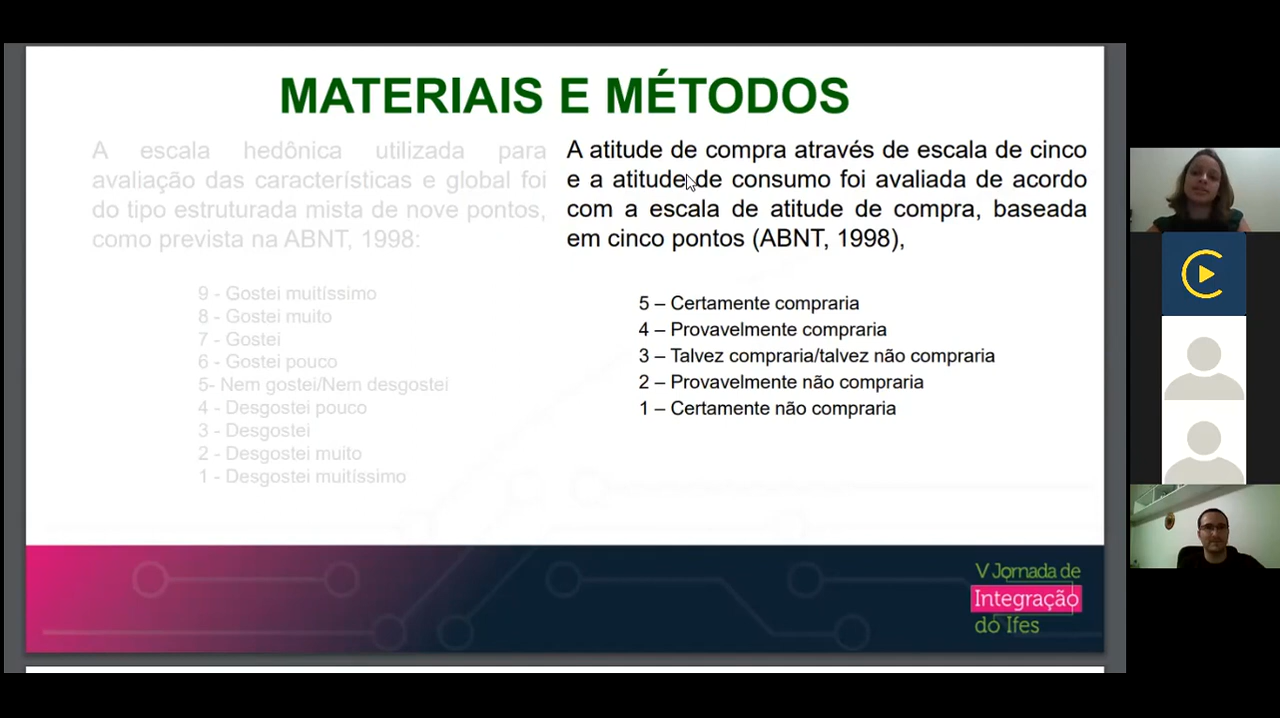 MATERIAIS E MÉTODOS
A escala hedônica utilizada para
avaliação das características e global foi
do tipo estruturada mista de nove pontos,
como prevista na ABNT, 1998:
9 - Gostei muitíssimo
8 - Gostei muito
7 - Gostei
6 - Gostei pouco
5- Nem gostei/Nem desgostei
4 - Desgostei pouco
3 - Desgostei
2 - Desgostei muito
1 - Desgostei muitíssimo
A atitude de compra através de escala de cinco
e a atitude de consumo foi avaliada de acordo
com a escala de atitude de compra, baseada
em cinco pontos (ABNT, 1998),
5 – Certamente compraria
4 – Provavelmente compraria
3 – Talvez compraria/talvez não compraria
2 – Provavelmente não compraria
1 – Certamente não compraria
V Jornada de
Integração
do Ifes